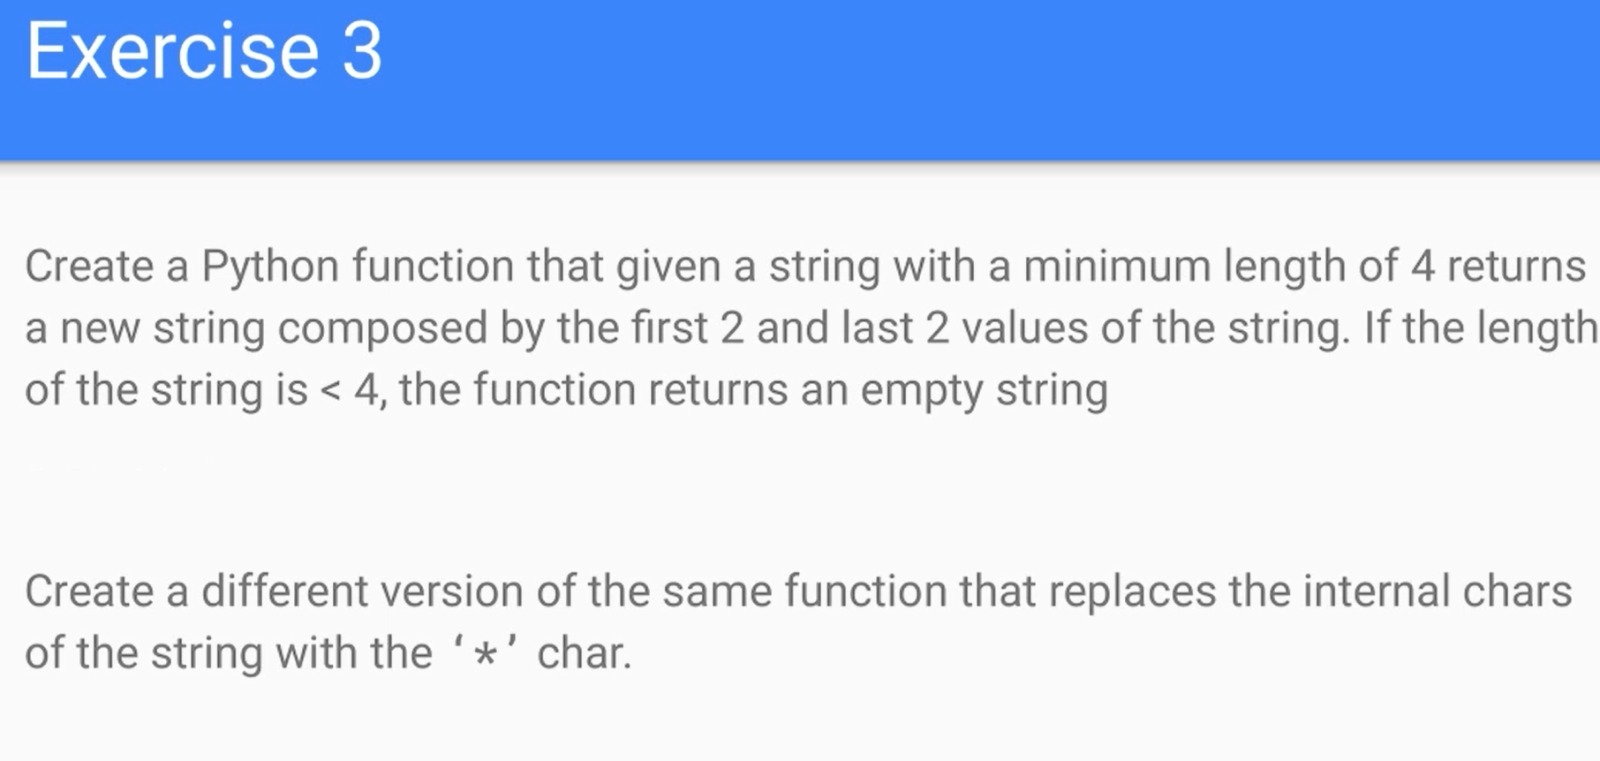 Exercise 3
Create a Python function that given a string with a minimum length of 4 returns
a new string composed by the first 2 and last 2 values of the string. If the length
of the string is < 4, the function returns an empty string
Create a different version of the same function that replaces the internal chars
of the string with the ‘*’ char.